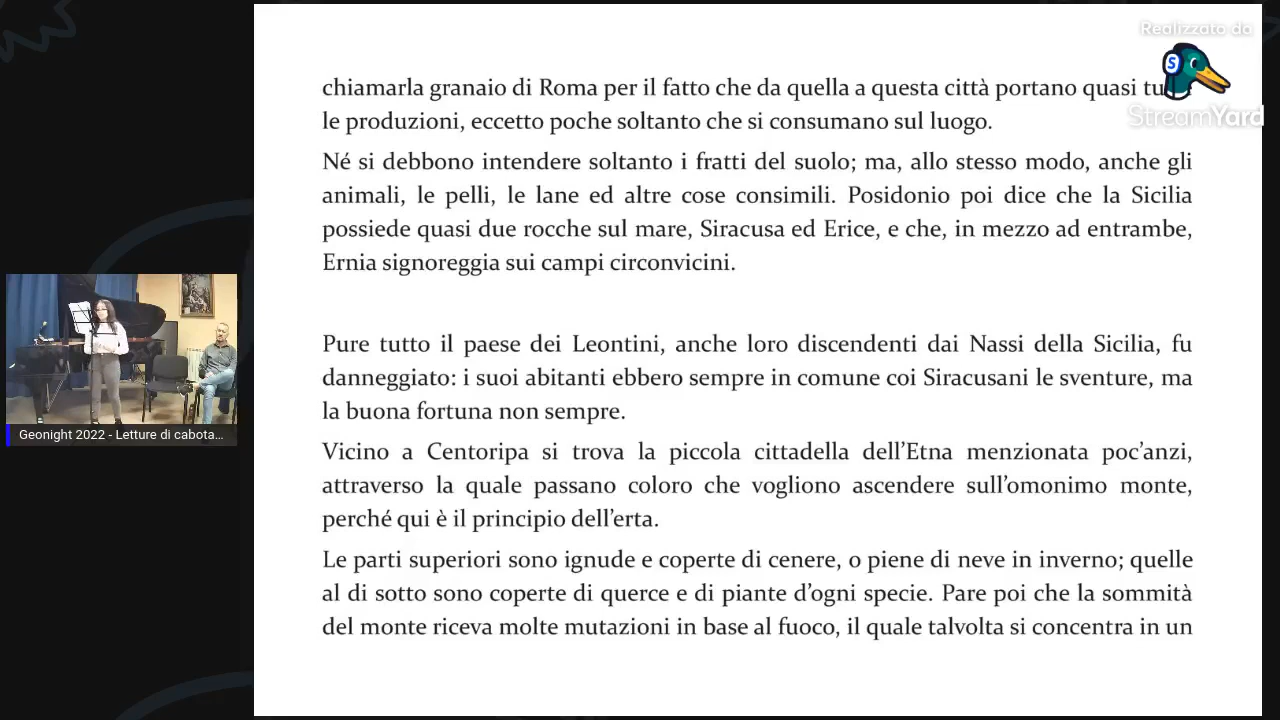 Realizzato da
StreamYard
chiamarla granaio di Roma per il fatto che da quella a questa città portano quasi
le produzioni, eccetto poche soltanto che si consumano sul luogo.
Né si debbono intendere soltanto i fratti del suolo; ma, allo stesso modo, anche gli
animali, le pelli, le lane ed altre cose consimili. Posidonio poi dice che la Sicilia
possiede quasi due rocche sul mare, Siracusa ed Erice, e che, in mezzo ad entrambe,
Ernia signoreggia sui campi circonvicini.
Pure tutto il paese dei Leontini, anche loro discendenti dai Nassi della Sicilia, fu
danneggiato: i suoi abitanti ebbero sempre in comune coi Siracusani le sventure, ma
la buona fortuna non sempre.
Vicino a Centoripa si trova la piccola cittadella dell’Etna menzionata poc’anzi,
attraverso la quale passano coloro che vogliono ascendere sull’omonimo monte,
perché qui è il principio dell’erta.
Le parti superiori sono ignude e coperte di cenere, o piene di neve in inverno; quelle
al di sotto sono coperte di querce e di piante d’ogni specie. Pare poi che la sommità
del monte riceva molte mutazioni in base al fuoco, il quale talvolta si concentra in un
Geonight 2022 - Letture di cabota...